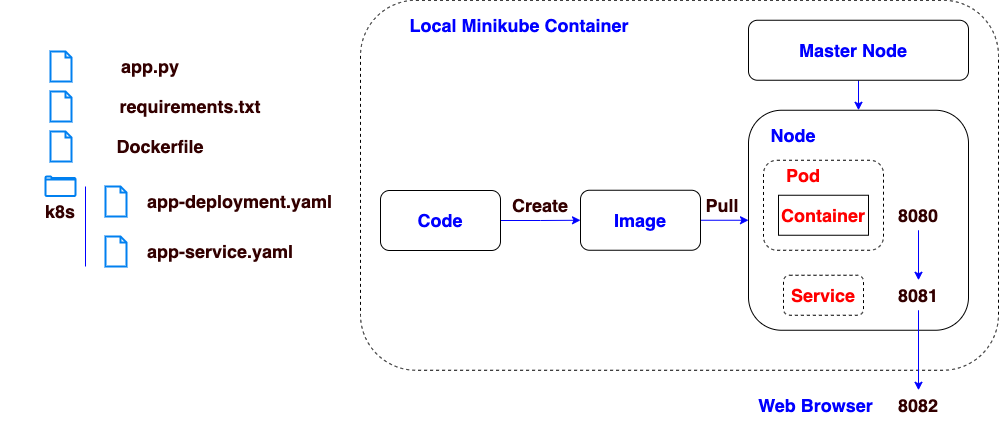 app.py
requirements.txt
Dockerfile
k8s
app-deployment.yaml
app-service.yaml
Local Minikube Container
Master Node
Node
Pod
Container
8080
Service
8081
Code
Create
Image
Pull
Web Browser
8082